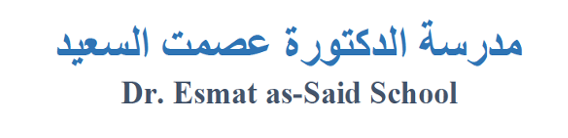 مدرسة الدكتورة عصمت السعيد
Dr. Esmat as-Said School